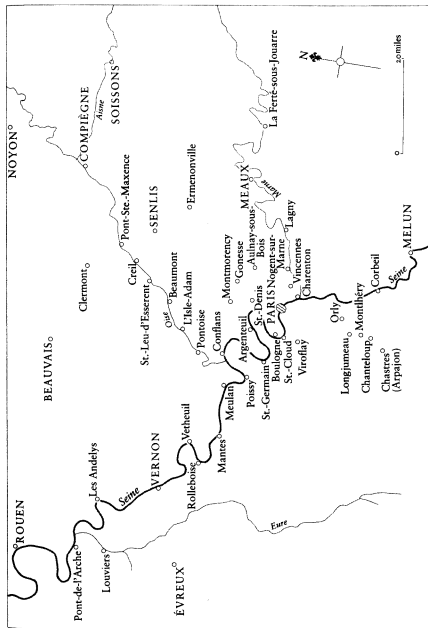 NOYON
ROUEN
BEAUVAIS
Clermont
COMPIÈGNE
Pont-de-l'Arche
Les Andelys
Aisne
Louviers
SOISSONS
Pont-Ste.-Maxence
Seine
Creil
St.-Leu-d'Esserent
SENLIS
VERNON
Oise
Beaumont
ÉVREUX
Vetheuil
L'Isle-Adam
Ermenonville
Rolleboise
Pontoise
Mantes
Conflans
Meulan
Montmorency
Gonesse
Argenteuil
MEAUX
Poissy
St.-Denis
Aulnay-sous-
Bois
La Ferté-sous-Jouarre
St.-Germain
PARIS
Nogent-sur-
Marne
Marne
Eure
Boulogne
Lagny
St.-Cloud
Vincennes
Viroflay
Charenton
N
Orly
Longjumeau
Montlhéry
Chanteloup
Corbeil
Chastres
(Arpajon)
Seine
MELUN
0
20 miles